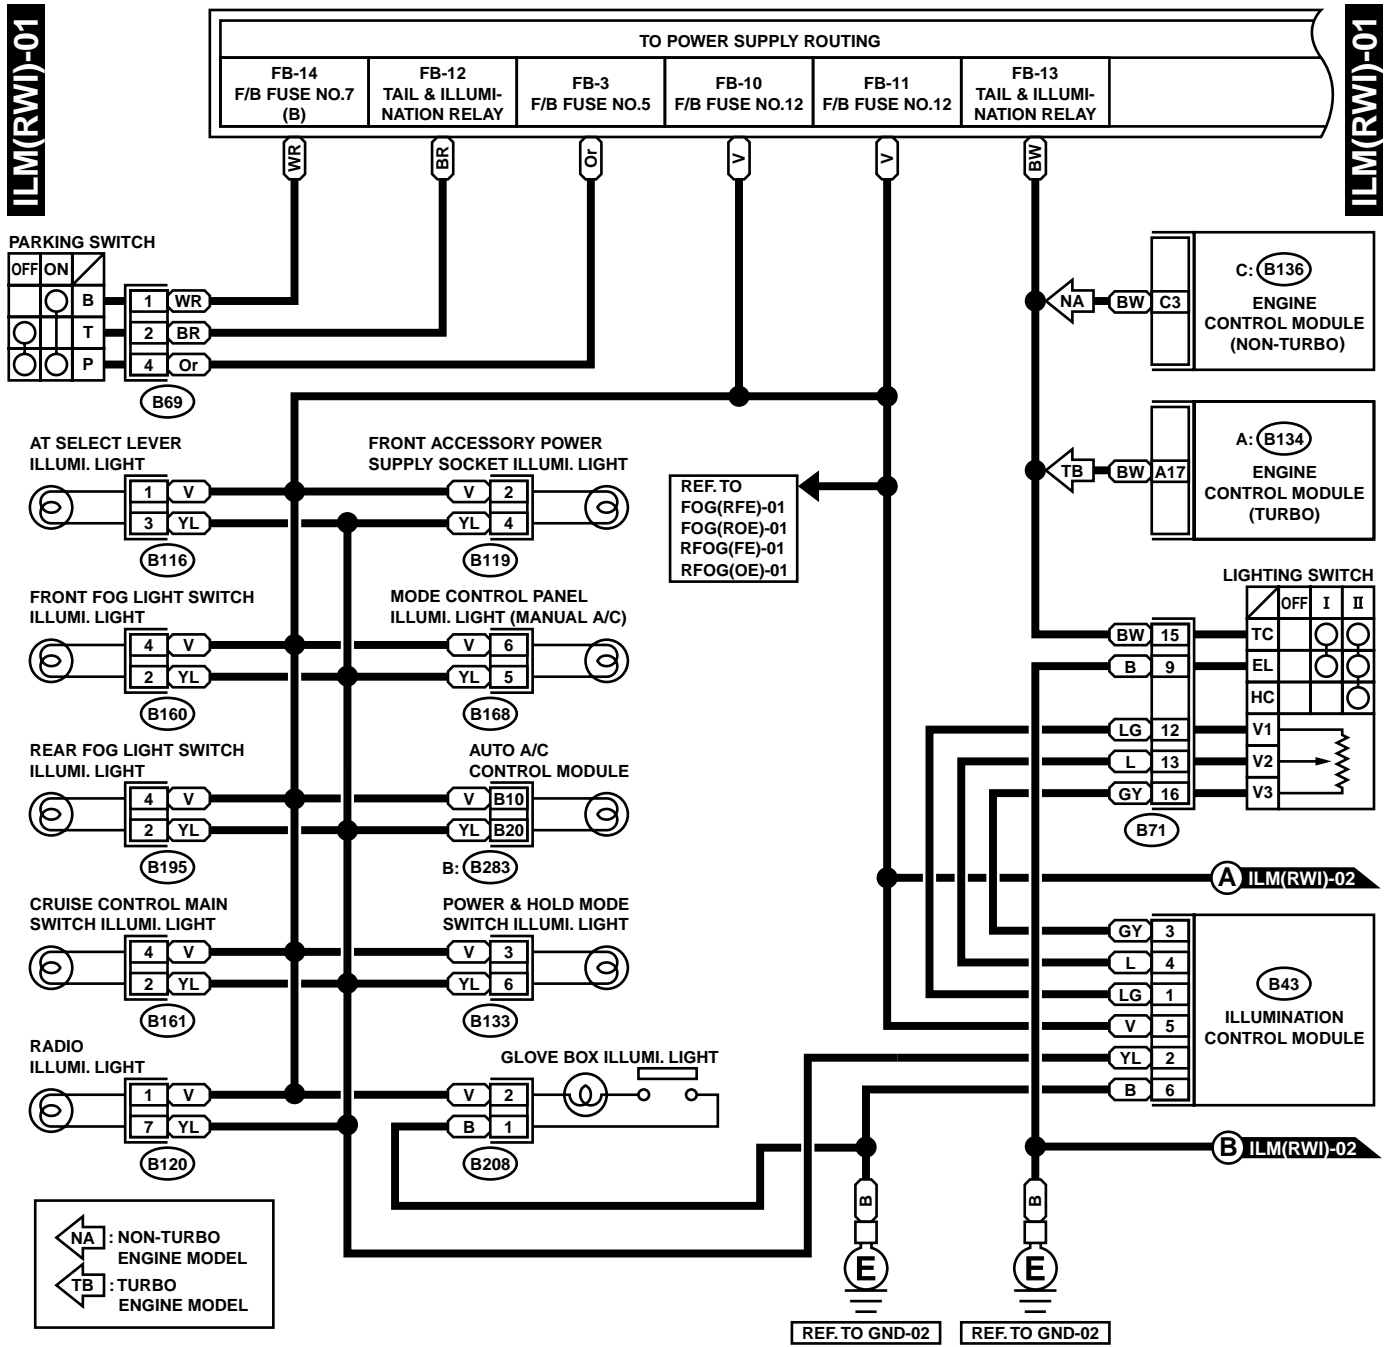 ILM(RWI)-01
ILM(RWI)-01
TO POWER SUPPLY ROUTING
FB-14
F/B FUSE NO.7
(B)
FB-12
TAIL & ILLUMI-
NATION RELAY
FB-3
F/B FUSE NO.5
FB-10
F/B FUSE NO.12
FB-11
F/B FUSE NO.12
FB-13
TAIL & ILLUMI-
NATION RELAY
WR
BR
Or
V
V
BW
PARKING SWITCH
OFF ON
B 1 WR
T 2 BR
P 4 Or
B69
NA BW C3
C: B136
ENGINE
CONTROL MODULE
(NON-TURBO)
TB BW A17
A: B134
ENGINE
CONTROL MODULE
(TURBO)
AT SELECT LEVER
ILLUMI. LIGHT
1 V
3 YL
B116
FRONT ACCESSORY POWER
SUPPLY SOCKET ILLUMI. LIGHT
V 2
YL 4
B119
REF. TO
FOG(RFE)-01
FOG(ROE)-01
RFOG(FE)-01
RFOG(OE)-01
FRONT FOG LIGHT SWITCH
ILLUMI. LIGHT
4 V
2 YL
B160
MODE CONTROL PANEL
ILLUMI. LIGHT (MANUAL A/C)
V 6
YL 5
B168
LIGHTING SWITCH
OFF I II
BW 15 TC
B 9 EL
HC
LG 12 V1
L 13 V2
GY 16 V3
B71
REAR FOG LIGHT SWITCH
ILLUMI. LIGHT
4 V
2 YL
B195
AUTO A/C
CONTROL MODULE
V B10
YL B20
B: B283
A ILM(RWI)-02
CRUISE CONTROL MAIN
SWITCH ILLUMI. LIGHT
4 V
2 YL
B161
POWER & HOLD MODE
SWITCH ILLUMI. LIGHT
V 3
YL 6
B133
GY 3
L 4
LG 1
V 5
YL 2
B 6
B43
ILLUMINATION
CONTROL MODULE
RADIO
ILLUMI. LIGHT
1 V
7 YL
B120
GLOVE BOX ILLUMI. LIGHT
V 2
B 1
B208
B ILM(RWI)-02
B
B
E
E
REF. TO GND-02
REF. TO GND-02
NA : NON-TURBO
ENGINE MODEL
TB : TURBO
ENGINE MODEL